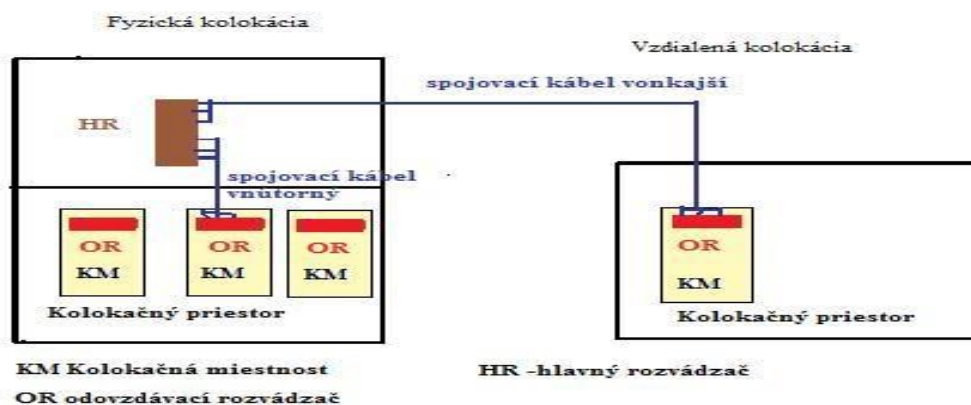 Fyzická kolokácia
Vzdialená kolokácia
spojovací kábel vonkajší
HR
spojovací kábel
vnútorný
OR
KM
OR
KM
OR
KM
Kolokačný priestor
OR
KM
Kolokačný priestor
KM Kolokačná miestnost
HR -hlavný rozvádzač
OR odovzdávací rozvádzač